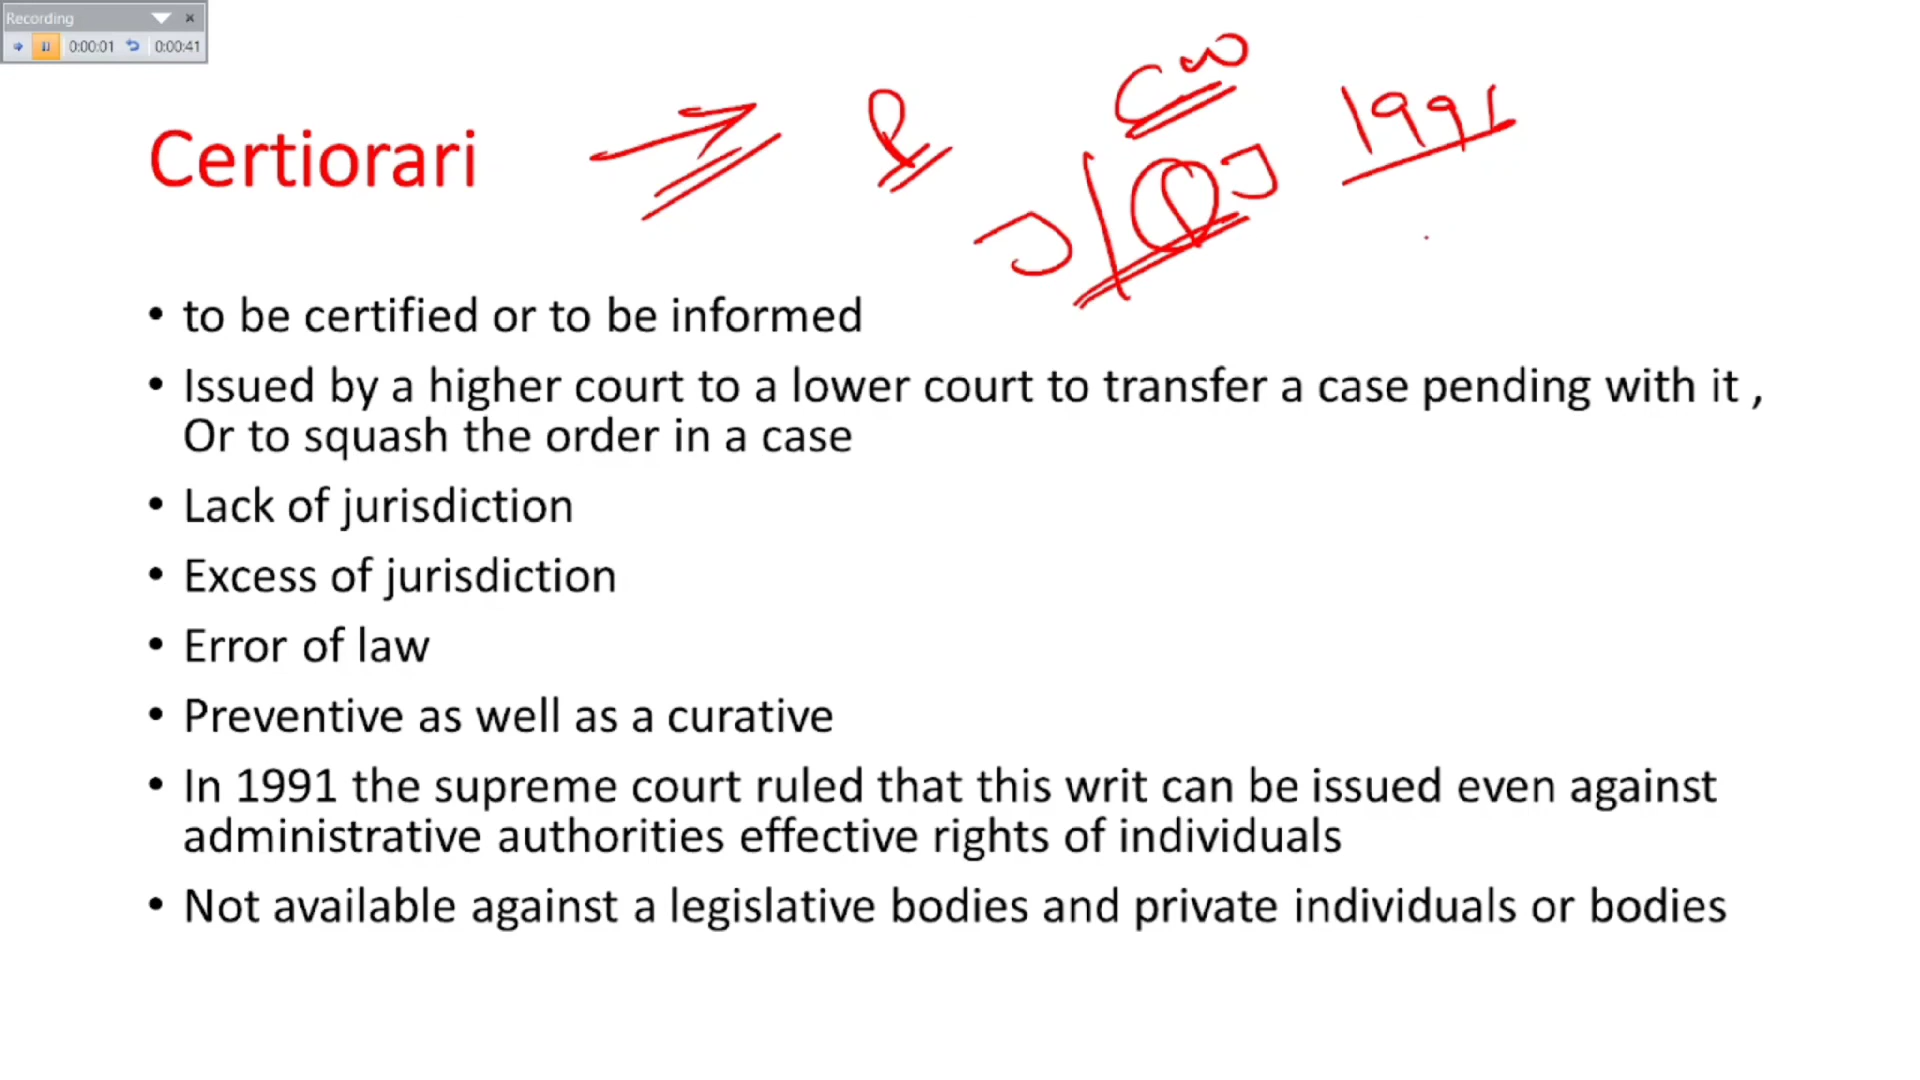 Recording
0:00:01 0:00:41
1991
Certiorari
J/QJ
• to be certified or to be informed
• Issued by a higher court to a lower court to transfer a case pending with it ,
Or to squash the order in a case
• Lack of jurisdiction
• Excess of jurisdiction
• Error of law
• Preventive as well as a curative
• In 1991 the supreme court ruled that this writ can be issued even against
administrative authorities effective rights of individuals
• Not available against a legislative bodies and private individuals or bodies